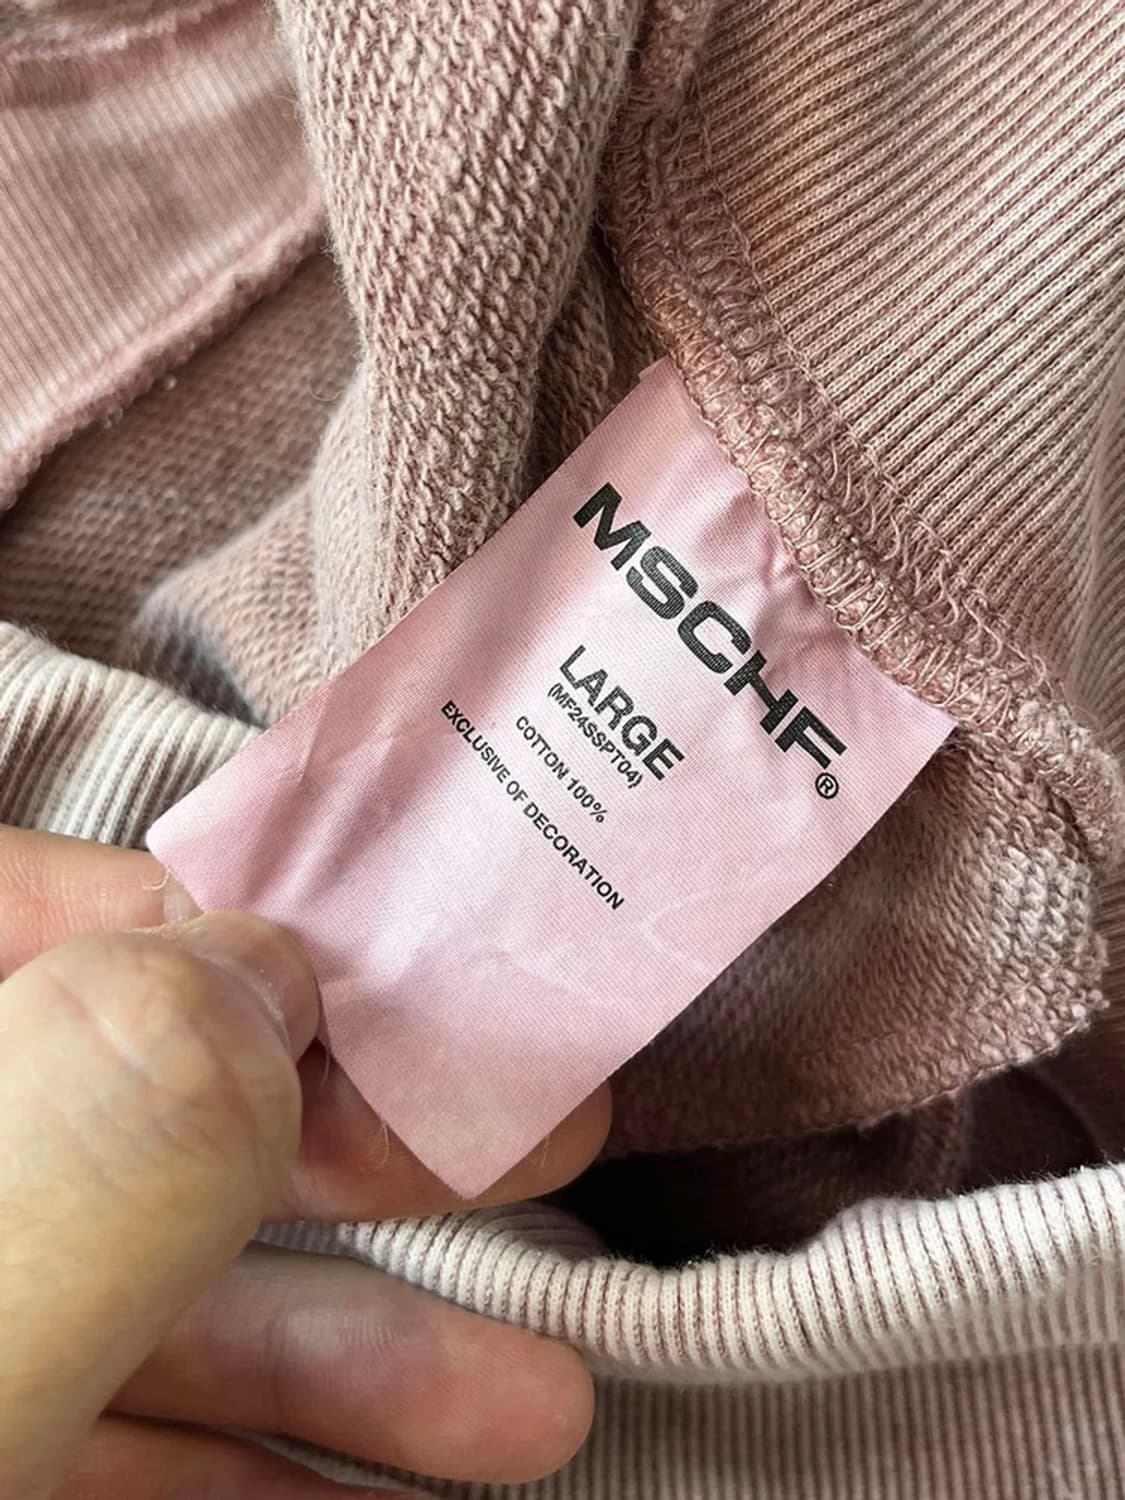 MSCHF®
LARGE
(MF24SSPT04)
COTTON 100%
EXCLUSIVE OF DECORATION